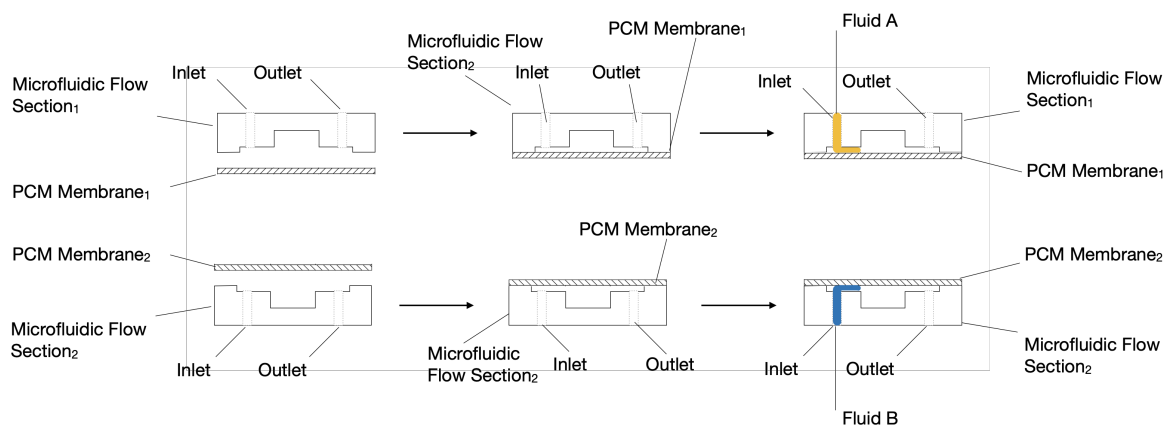 Fluid A
Microfluidic Flow
Section₂
PCM Membrane₁
Inlet
Outlet
Inlet
Outlet
Inlet
Outlet
Microfluidic Flow
Section₁
Microfluidic Flow
Section₁
PCM Membrane₁
PCM Membrane₁
PCM Membrane₂
PCM Membrane₂
PCM Membrane₂
Microfluidic Flow
Section₂
Microfluidic
Flow Section₂
Microfluidic Flow
Section₂
Inlet
Outlet
Inlet
Outlet
Inlet
Outlet
Fluid B